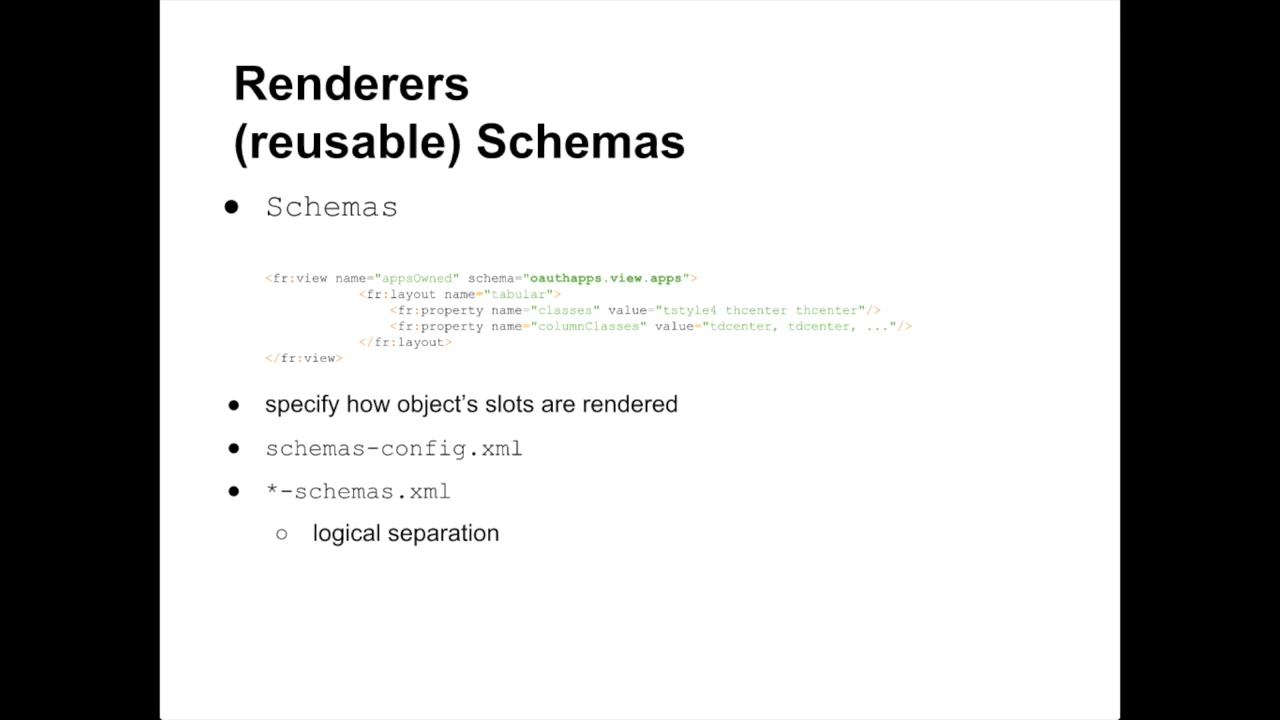 Renderers
(reusable) Schemas
● Schemas
<fr:view name="appsOwned" schema="oauthapps.view.apps">
<fr:layout name="tabular">
<fr:property name="classes" value="tstyle4 thcenter thcenter"/>
<fr:property name="columnClasses" value="tdcenter, tdcenter, ..."/>
</fr:layout>
</fr:view>
● specify how object’s slots are rendered
● schemas-config.xml
● *-schemas.xml
○ logical separation